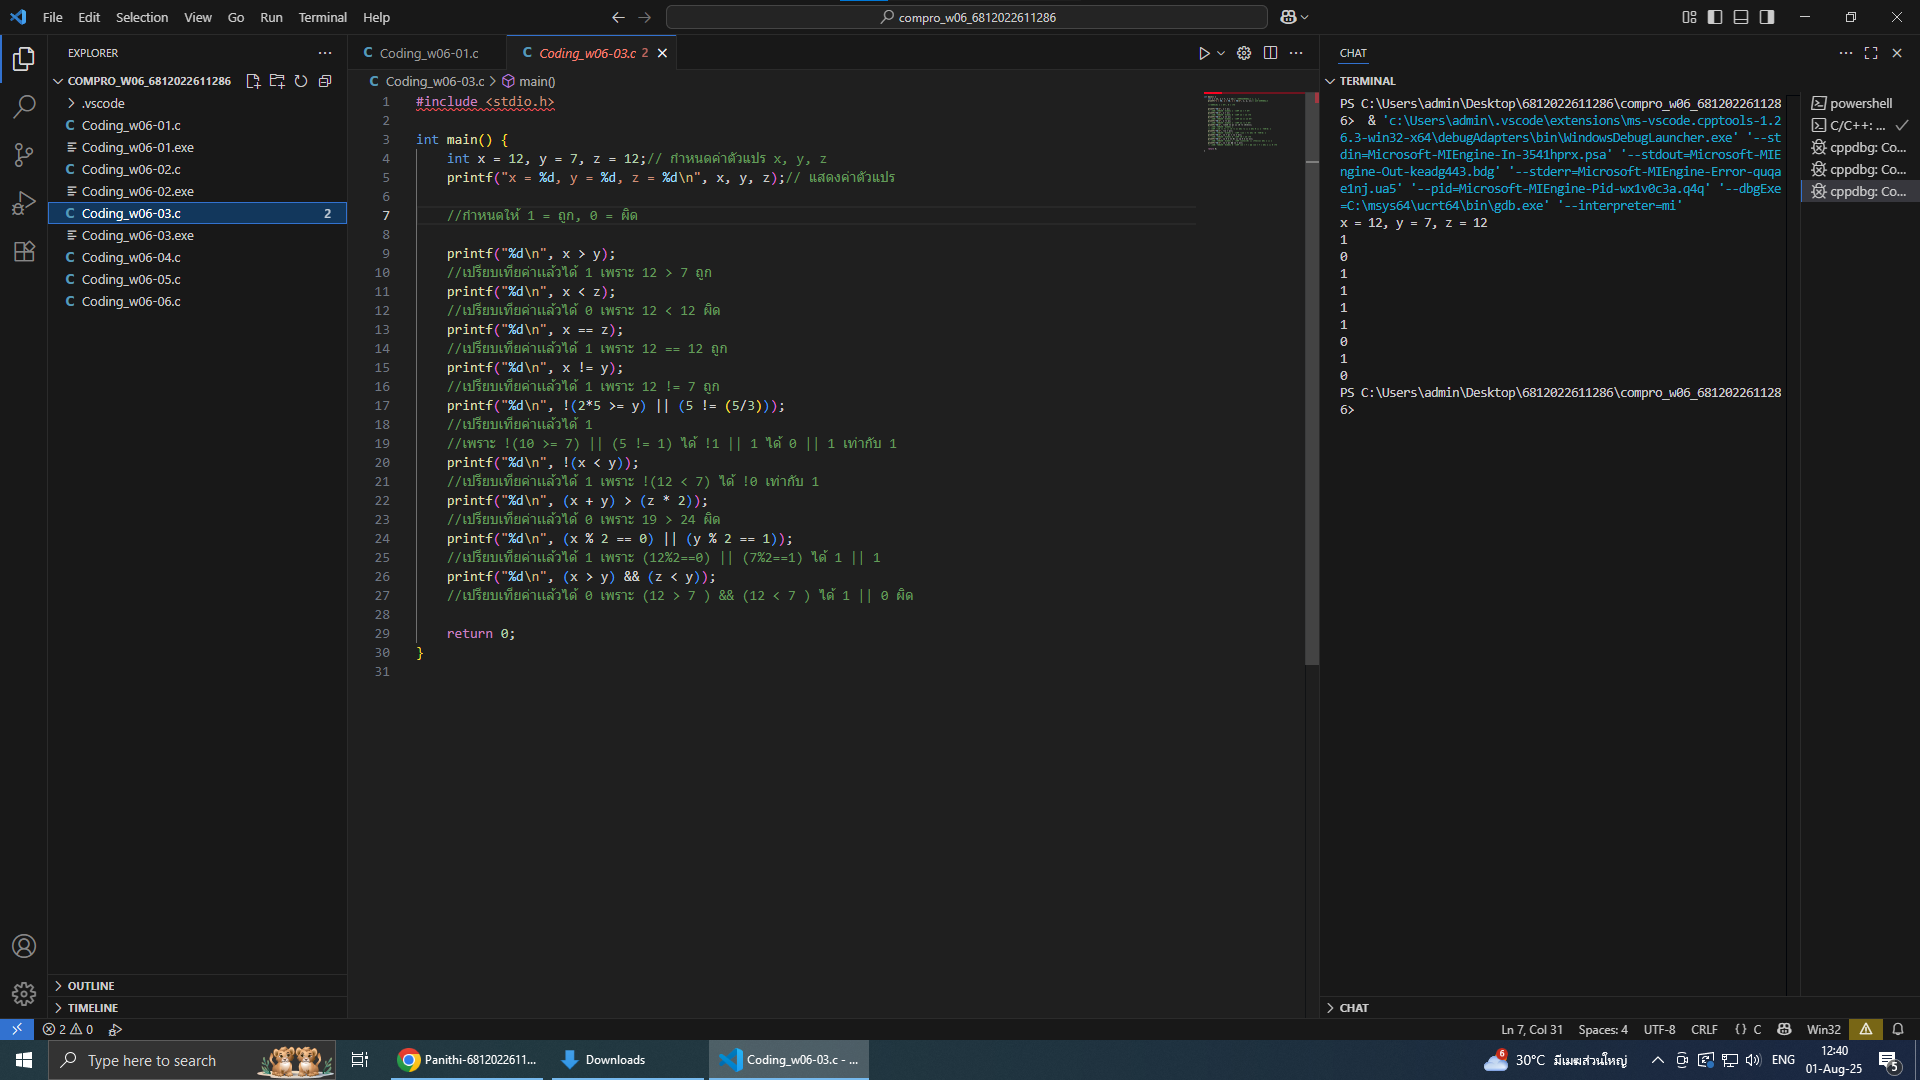 File Edit Selection View Go Run Terminal Help
compro_w06_6812022611286
EXPLORER
COMPRO_W06_6812022611286
.vscode
C Coding_w06-01.c
Coding_w06-01.exe
C Coding_w06-02.c
Coding_w06-02.exe
C Coding_w06-03.c 2
Coding_w06-03.exe
C Coding_w06-04.c
C Coding_w06-05.c
C Coding_w06-06.c
OUTLINE
TIMELINE
C Coding_w06-01.c
C Coding_w06-03.c 2
C Coding_w06-03.c > main()
1 #include <stdio.h>
2
3 int main() {
4 int x = 12, y = 7, z = 12;// กำหนดค่าตัวแปร x, y, z
5 printf("x = %d, y = %d, z = %d\n", x, y, z);// แสดงค่าตัวแปร
6
7 //กำหนดให้ 1 = ถูก, 0 = ผิด
8
9 printf("%d\n", x > y);
10 //เปรียบเทียค่าแล้วได้ 1 เพราะ 12 > 7 ถูก
11 printf("%d\n", x < z);
12 //เปรียบเทียค่าแล้วได้ 0 เพราะ 12 < 12 ผิด
13 printf("%d\n", x == z);
14 //เปรียบเทียค่าแล้วได้ 1 เพราะ 12 == 12 ถูก
15 printf("%d\n", x != y);
16 //เปรียบเทียค่าแล้วได้ 1 เพราะ 12 != 7 ถูก
17 printf("%d\n", !(2*5 >= y) || (5 != (5/3)));
18 //เปรียบเทียค่าแล้วได้ 1
19 //เพราะ !(10 >= 7) || (5 != 1) ได้ !1 || 1 ได้ 0 || 1 เท่ากับ 1
20 printf("%d\n", !(x < y));
21 //เปรียบเทียค่าแล้วได้ 1 เพราะ !(12 < 7) ได้ !0 เท่ากับ 1
22 printf("%d\n", (x + y) > (z * 2));
23 //เปรียบเทียค่าแล้วได้ 0 เพราะ 19 > 24 ผิด
24 printf("%d\n", (x % 2 == 0) || (y % 2 == 1));
25 //เปรียบเทียค่าแล้วได้ 1 เพราะ (12%2==0) || (7%2==1) ได้ 1 || 1
26 printf("%d\n", (x > y) && (z < y));
27 //เปรียบเทียค่าแล้วได้ 0 เพราะ (12 > 7 ) && (12 < 7 ) ได้ 1 || 0 ผิด
28
29 return 0;
30 }
31
CHAT
TERMINAL
PS C:\Users\admin\Desktop\6812022611286\compro_w06_681202261128
6> & 'c:\Users\admin\.vscode\extensions\ms-vscode.cpptools-1.2
6.3-win32-x64\debugAdapters\bin\WindowsDebugLauncher.exe' '--st
din=Microsoft-MIEngine-In-3541hprx.psa' '--stdout=Microsoft-MIE
ngine-Out-keadg443.bdg' '--stderr=Microsoft-MIEngine-Error-quqa
ae1nj.ua5' '--pid=Microsoft-MIEngine-Pid-wx1v0c3a.q4q' '--dbgExe
=C:\msys64\ucrt64\bin\gdb.exe' '--interpreter=mi'
x = 12, y = 7, z = 12
1
0
1
1
1
1
0
1
0
PS C:\Users\admin\Desktop\6812022611286\compro_w06_681202261128
6>
powershell
C/C++: ...
cppdbg: Co...
cppdbg: Co...
cppdbg: Co...
CHAT
2 0
Ln 7, Col 31 Spaces: 4 UTF-8 CRLF {} C Win32
Type here to search
Panithi-6812022611...
Downloads
Coding_w06-03.c - ...
6 30°C มีเมฆส่วนใหญ่
ENG
12:40
01-Aug-25
5